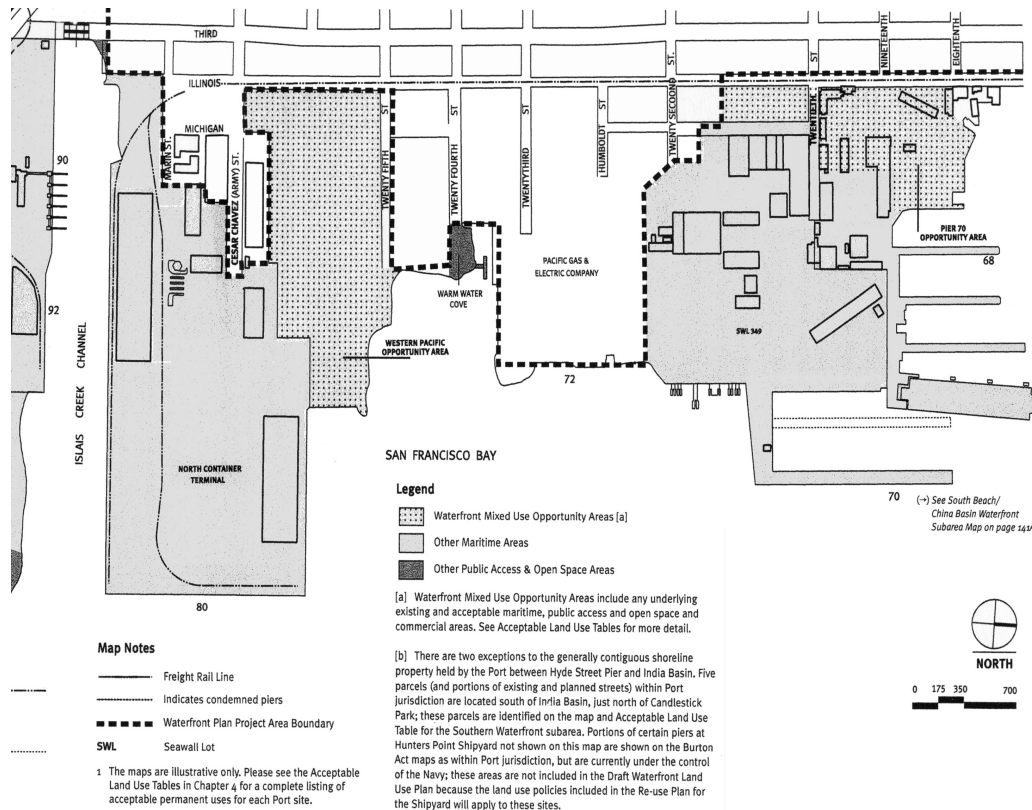 THIRD
ILLINOIS
MICHIGAN
MARIN ST.
CESAR CHAVEZ (ARMY) ST.
TWENTY FIFTH ST
TWENTY FOURTH ST
TWENTYTHIRD ST
HUMBOLDT ST
TWENTY SECOND ST.
TWENTIETH ST
NINETEENTH
EIGHTENTH
90
92
ISLAIS CREEK CHANNEL
WARM WATER
COVE
PACIFIC GAS &
ELECTRIC COMPANY
PIER 70
OPPORTUNITY AREA
68
SWL 349
WESTERN PACIFIC
OPPORTUNITY AREA
72
NORTH CONTAINER
TERMINAL
80
70
SAN FRANCISCO BAY
(→) See South Beach/
China Basin Waterfront
Subarea Map on page 141
Legend
Waterfront Mixed Use Opportunity Areas [a]
Other Maritime Areas
Other Public Access & Open Space Areas
[a] Waterfront Mixed Use Opportunity Areas include any underlying
existing and acceptable maritime, public access and open space and
commercial areas. See Acceptable Land Use Tables for more detail.
[b] There are two exceptions to the generally contiguous shoreline
property held by the Port between Hyde Street Pier and India Basin. Five
parcels (and portions of existing and planned streets) within Port
jurisdiction are located south of India Basin, just north of Candlestick
Park; these parcels are identified on the map and Acceptable Land Use
Table for the Southern Waterfront subarea. Portions of certain piers at
Hunters Point Shipyard not shown on this map are shown on the Burton
Act maps as within Port jurisdiction, but are currently under the control
of the Navy; these areas are not included in the Draft Waterfront Land
Use Plan because the land use policies included in the Re-use Plan for
the Shipyard will apply to these sites.
Map Notes
Freight Rail Line
Indicates condemned piers
Waterfront Plan Project Area Boundary
SWL Seawall Lot
1 The maps are illustrative only. Please see the Acceptable
Land Use Tables in Chapter 4 for a complete listing of
acceptable permanent uses for each Port site.
NORTH
0 175 350 700